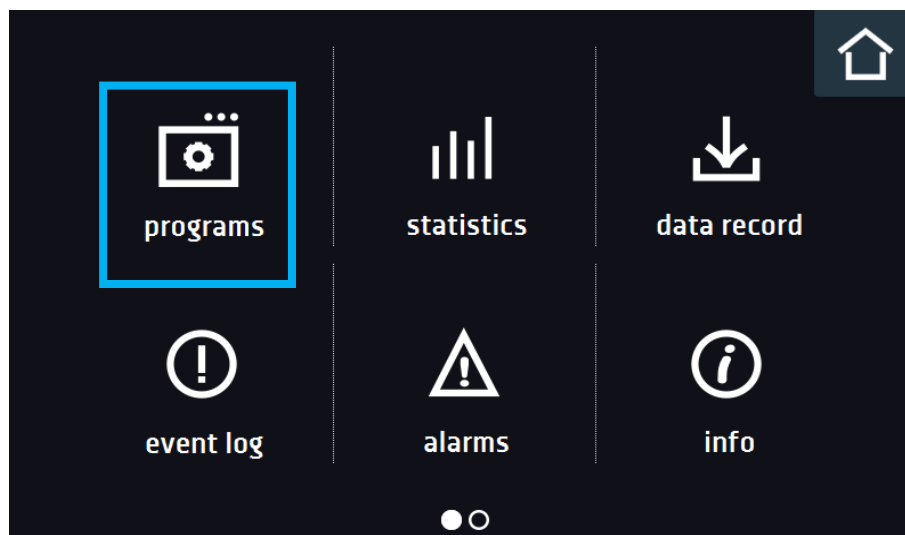 programs
statistics
data record
event log
alarms
info